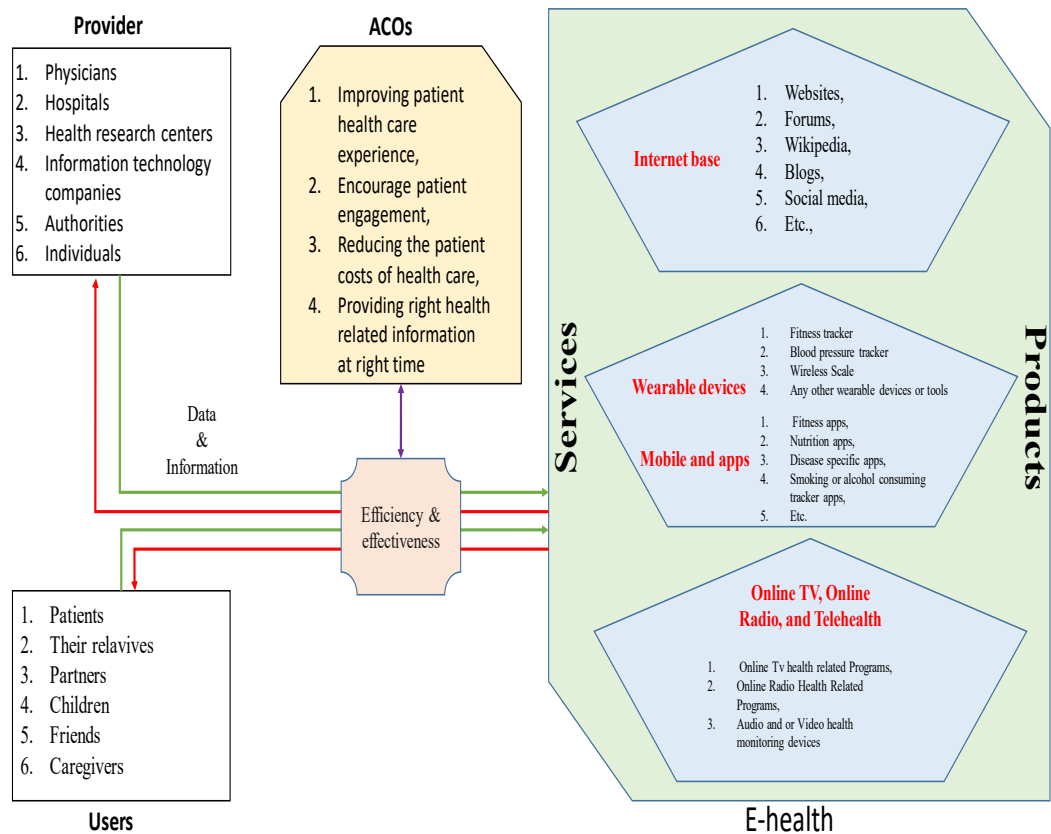 Provider
1. Physicians
2. Hospitals
3. Health research centers
4. Information technology
companies
5. Authorities
6. Individuals
ACOs
1. Improving patient
health care
experience,
2. Encourage patient
engagement,
3. Reducing the patient
costs of health care,
4. Providing right health
related information
at right time
Data
&
Information
Efficiency &
effectiveness
1. Patients
2. Their relavives
3. Partners
4. Children
5. Friends
6. Caregivers
Users
Services
Internet base
1. Websites,
2. Forums,
3. Wikipedia,
4. Blogs,
5. Social media,
6. Etc.,
Wearable devices
1. Fitness tracker
2. Blood pressure tracker
3. Wireless Scale
4. Any other wearable devices or tools
Mobile and apps
1. Fitness apps,
2. Nutrition apps,
3. Disease specific apps,
4. Smoking or alcohol consuming
tracker apps,
5. Etc.
Online TV, Online
Radio, and Telehealth
1. Online Tv health related Programs,
2. Online Radio Health Related
Programs,
3. Audio and or Video health
monitoring devices
Products
E-health